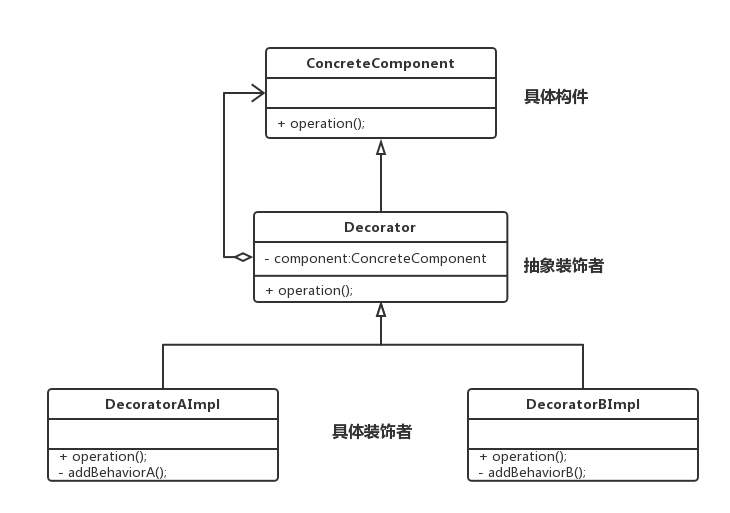 ConcreteComponent
具体构件
+ operation();
Decorator
- component:ConcreteComponent
抽象装饰者
+ operation();
DecoratorAImpl
DecoratorBImpl
具体装饰者
+ operation();
- addBehaviorA();
+ operation();
- addBehaviorB();